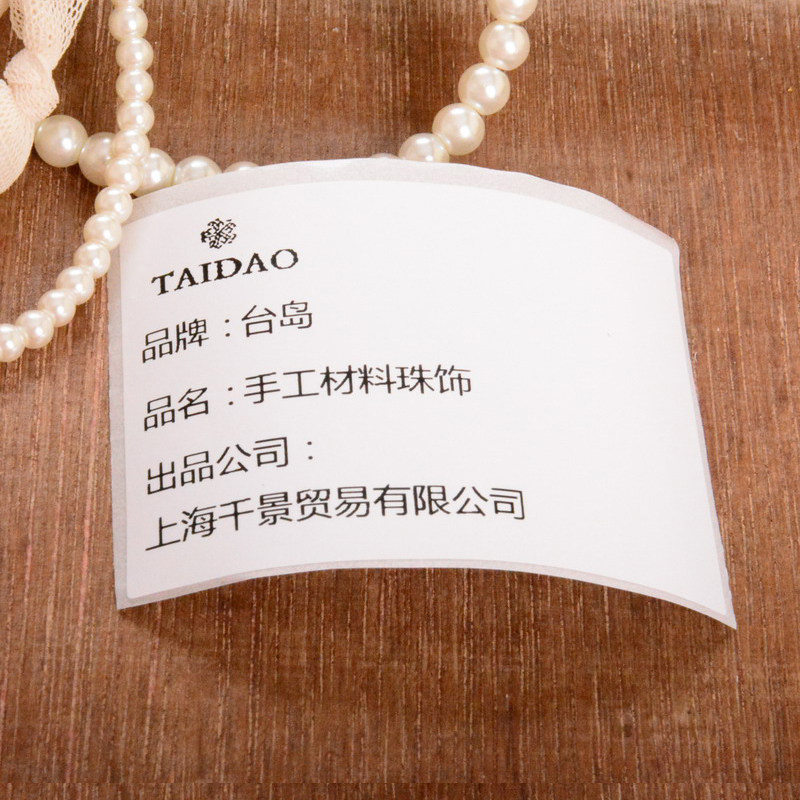 TAIDAO
品牌：台岛
品名：手工材料珠饰
出品公司：
上海千景贸易有限公司